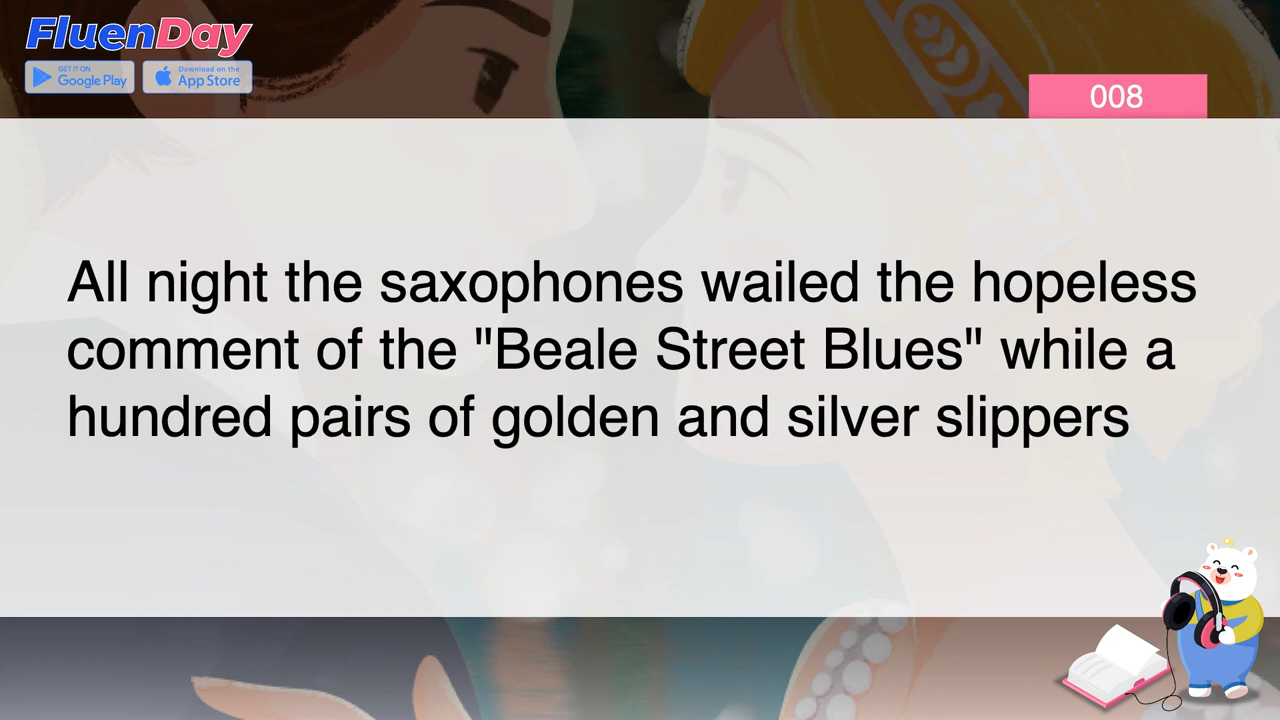 FluenDay
GET IT ON
Google Play
Download on the
App Store
008
All night the saxophones wailed the hopeless
comment of the "Beale Street Blues" while a
hundred pairs of golden and silver slippers